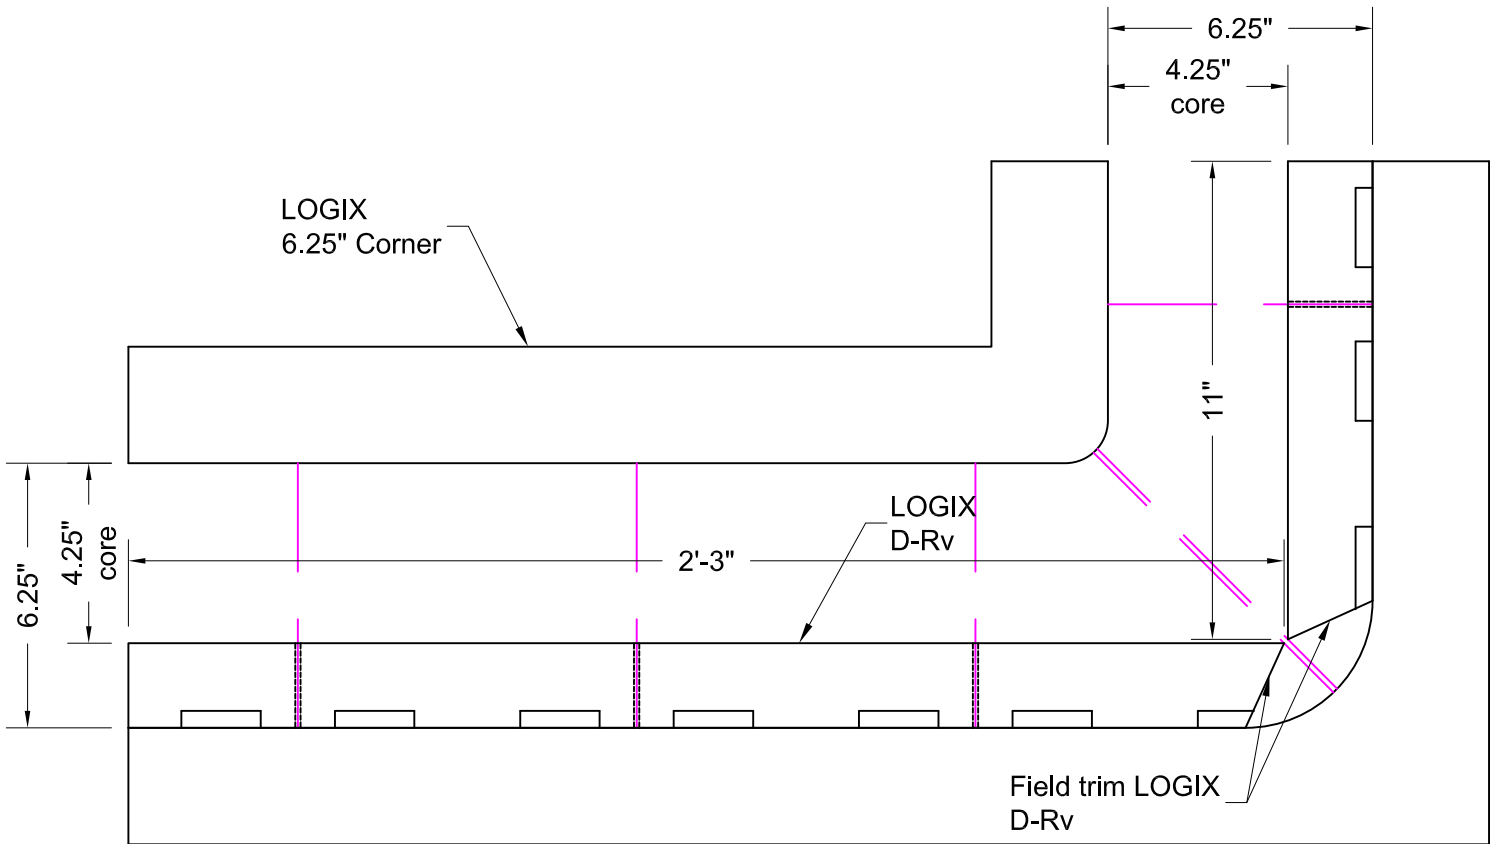 6.25"
4.25"
core
LOGIX
6.25" Corner
11"
LOGIX
D-Rv
2'-3"
4.25"
core
6.25"
Field trim LOGIX
D-Rv